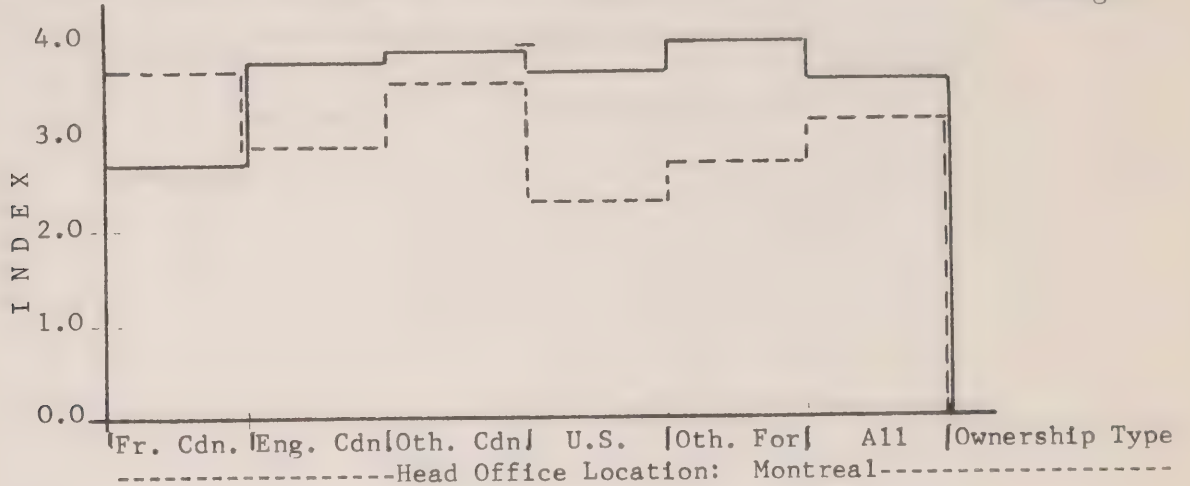 4.0
3.0
2.0
1.0
0.0
INDEX
Fr. Cdn. Eng. Cdn Oth. Cdn U.S. Oth. For All Ownership Type
Head Office Location: Montreal